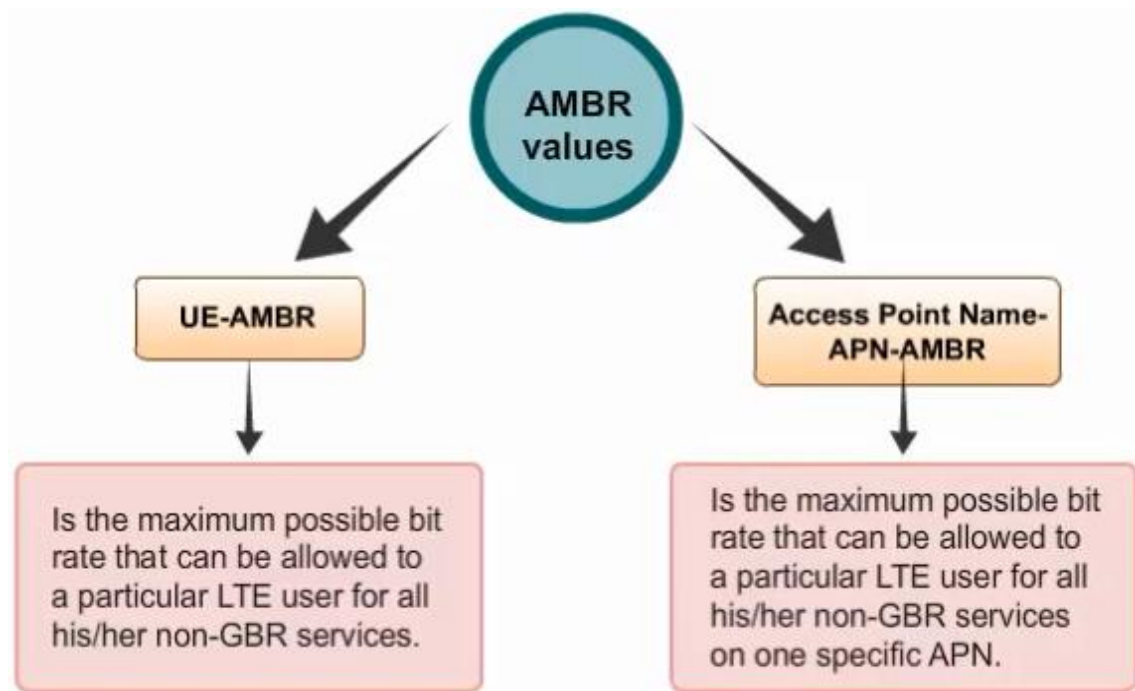 AMBR
values
UE-AMBR
Access Point Name-
APN-AMBR
Is the maximum possible bit
rate that can be allowed to
a particular LTE user for all
his/her non-GBR services.
Is the maximum possible bit
rate that can be allowed to
a particular LTE user for all
his/her non-GBR services
on one specific APN.